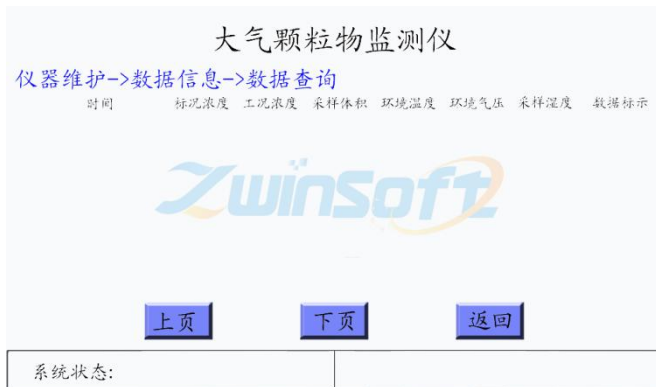 大气颗粒物监测仪
仪器维护->数据信息->数据查询
时间 标况浓度 工况浓度 采样体积 环境温度 环境气压 采样湿度 数据标示
Zwinsoft
上页 下页 返回
系统状态: